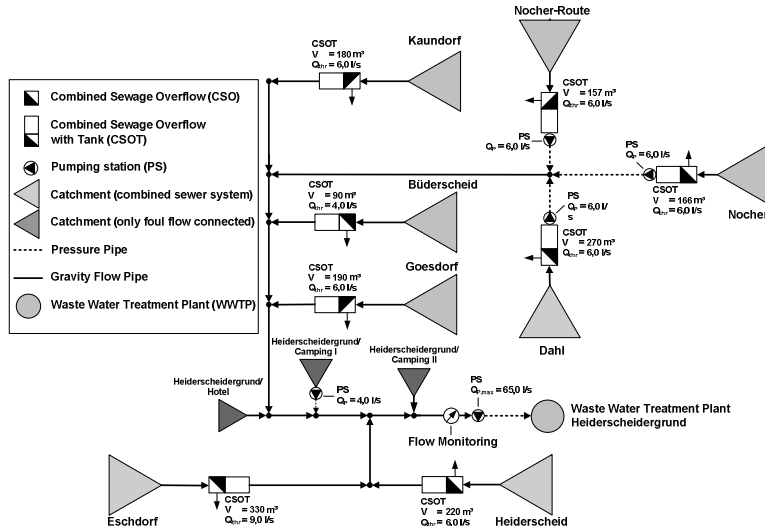 Nocher-Route
Kaundorf
CSOT
V = 180 m³
Qthr = 6,0 l/s
CSOT
V = 157 m³
Qthr = 6,0 l/s
PS
QP = 6,0 l/s
PS
QP = 6,0 l/s
CSOT
V = 166 m³
Qthr = 6,0 l/s
Nocher
Combined Sewage Overflow (CSO)
Combined Sewage Overflow
with Tank (CSOT)
Pumping station (PS)
Catchment (combined sewer system)
Catchment (only foul flow connected)
Pressure Pipe
Gravity Flow Pipe
Waste Water Treatment Plant (WWTP)
Büderscheid
CSOT
V = 90 m³
Qthr = 4,0 l/s
PS
QP = 6,0 l/
s
CSOT
V = 270 m³
Qthr = 6,0 l/s
Dahl
Goesdorf
CSOT
V = 190 m³
Qthr = 6,0 l/s
Heiderscheidergrund/
Camping I
Heiderscheidergrund/
Camping II
Heiderscheidergrund/
Hotel
PS
QP = 4,0 l/s
PS
QP,max = 65,0 l/s
Flow Monitoring
Waste Water Treatment Plant
Heiderscheidergrund
Eschdorf
CSOT
V = 330 m³
Qthr = 9,0 l/s
CSOT
V = 220 m³
Qthr = 6,0 l/s
Heiderscheid